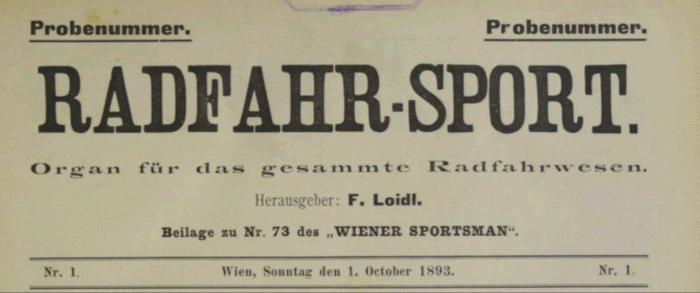 Probenummer. Probenummer.
RADFAHR-SPORT.
Organ für das gesammte Radfahrwesen.
Herausgeber: F. Loidl.
Beilage zu Nr. 73 des „WIENER SPORTSMAN“.
Nr. 1. Wien, Sonntag den 1. October 1893. Nr. 1.